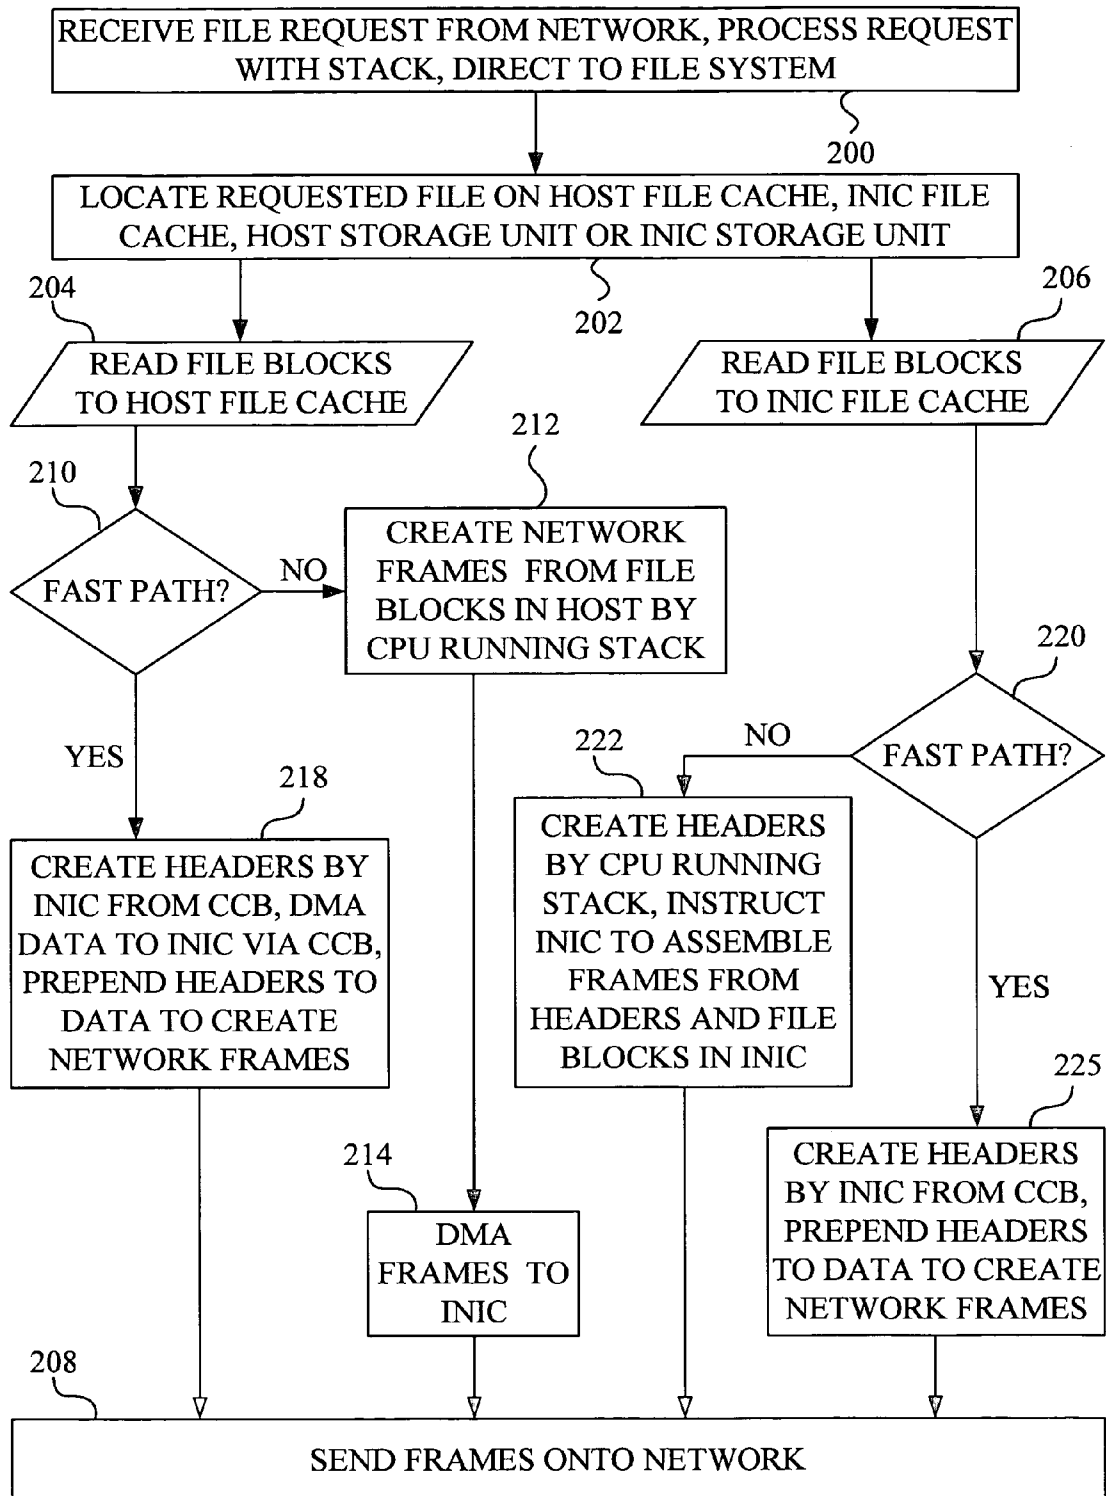 RECEIVE FILE REQUEST FROM NETWORK, PROCESS REQUEST
WITH STACK, DIRECT TO FILE SYSTEM
200
LOCATE REQUESTED FILE ON HOST FILE CACHE, INIC FILE
CACHE, HOST STORAGE UNIT OR INIC STORAGE UNIT
202
204
READ FILE BLOCKS
TO HOST FILE CACHE
206
READ FILE BLOCKS
TO INIC FILE CACHE
210
FAST PATH?
NO
YES
212
CREATE NETWORK
FRAMES FROM FILE
BLOCKS IN HOST BY
CPU RUNNING STACK
220
FAST PATH?
NO
YES
218
CREATE HEADERS BY
INIC FROM CCB, DMA
DATA TO INIC VIA CCB,
PREPEND HEADERS TO
DATA TO CREATE
NETWORK FRAMES
222
CREATE HEADERS
BY CPU RUNNING
STACK, INSTRUCT
INIC TO ASSEMBLE
FRAMES FROM
HEADERS AND FILE
BLOCKS IN INIC
214
DMA
FRAMES TO
INIC
225
CREATE HEADERS
BY INIC FROM CCB,
PREPEND HEADERS
TO DATA TO CREATE
NETWORK FRAMES
208
SEND FRAMES ONTO NETWORK